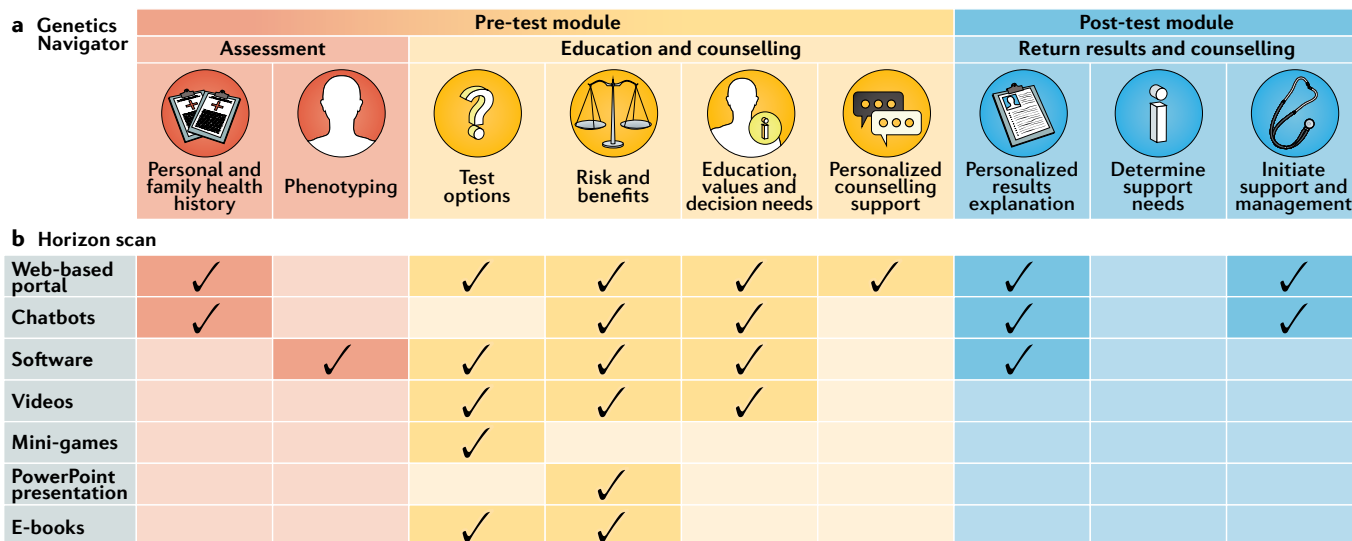 a Genetics Navigator
Pre-test module
Post-test module
Assessment
Education and counselling
Return results and counselling
Personal and
family health
history
Phenotyping
Test
options
Risk and
benefits
Education,
values and
decision needs
Personalized
counselling
support
Personalized
results
explanation
Determine
support
needs
Initiate
support and
management
b Horizon scan
Web-based
portal
Chatbots
Software
Videos
Mini-games
PowerPoint
presentation
E-books